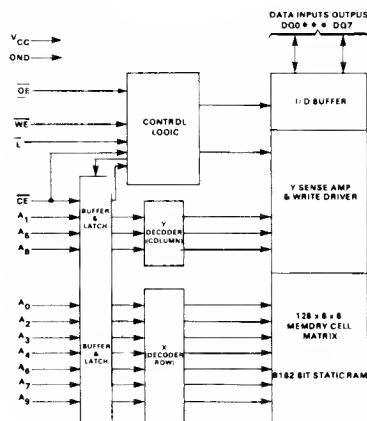 DATA INPUTS OUTPUTS
DQ0 • • • DQ7
VCC
GND
OE
WE
L
CONTROL
LOGIC
I/O BUFFER
Y SENSE AMP
& WRITE DRIVER
CE
A1
A5
A8
BUFFER
&
LATCH
Y
DECODER
(COLUMN)
A0
A2
A3
A4
A6
A7
A9
BUFFER
&
LATCH
X
(DECODER
ROW)
128 x 8 x 8
MEMORY CELL
MATRIX
8192 BIT STATIC RAM